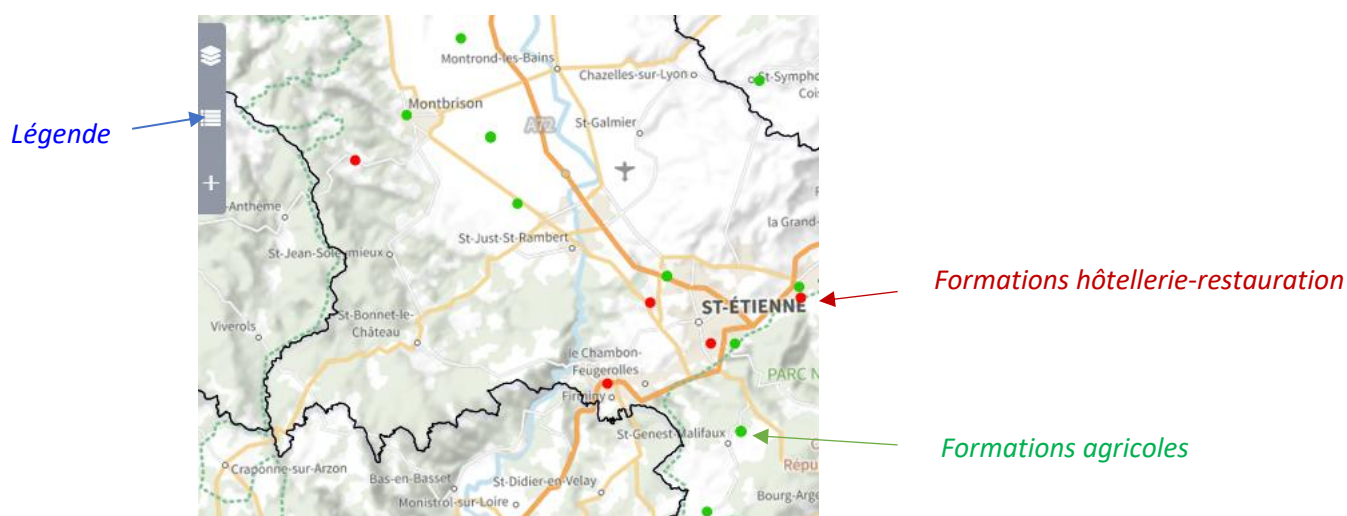 Montrond-les-Bains
Chazelles-sur-Lyon
St-Sympho
Cois
Montbrison
Légende
A72
St-Galmier
-Anthème
la Grand-
St-Just-St-Rambert
St-Jean-Soleymieux
Formations hôtellerie-restauration
ST-ÉTIENNE
St-Bonnet-le-
Château
Viverols
le Chambon-
Feugerolles
PARC N
Firminy
St-Genest-Malifaux
Formations agricoles
Répu
Craponne-sur-Arzon
Bas-en-Basset
St-Didier-en-Velay
Monistrol-sur-Loire
Bourg-Arge